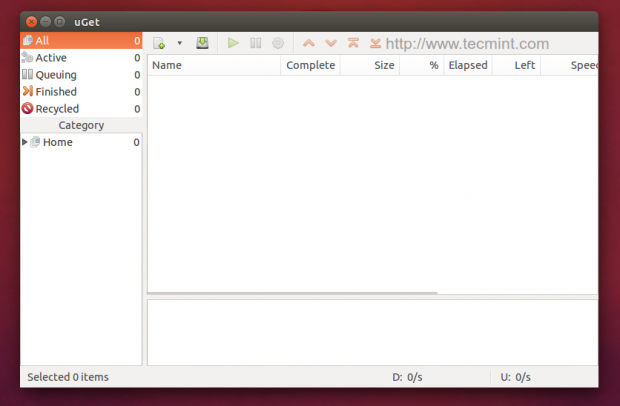 uGet
All 0
http://www.tecmint.com
Active 0
Queuing 0
Finished 0
Recycled 0
Category
Home 0
Name Complete Size % Elapsed Left Speed
Selected 0 items D: 0/s U: 0/s